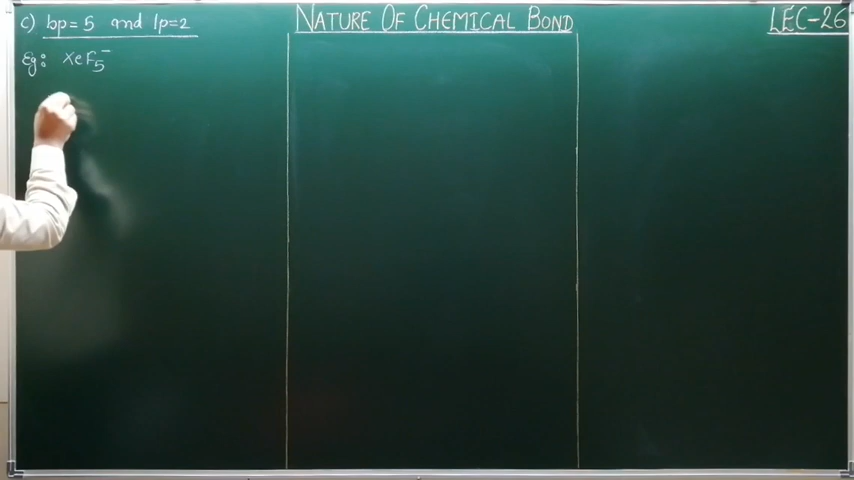 c) bp = 5 and lp = 2
Eg: XeF₅⁻
NATURE OF CHEMICAL BOND
LEC-26